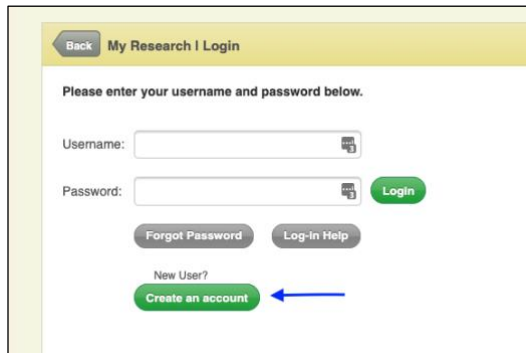 Back My Research | Login
Please enter your username and password below.
Username:
Password: Login
Forgot Password Log-in Help
New User?
Create an account